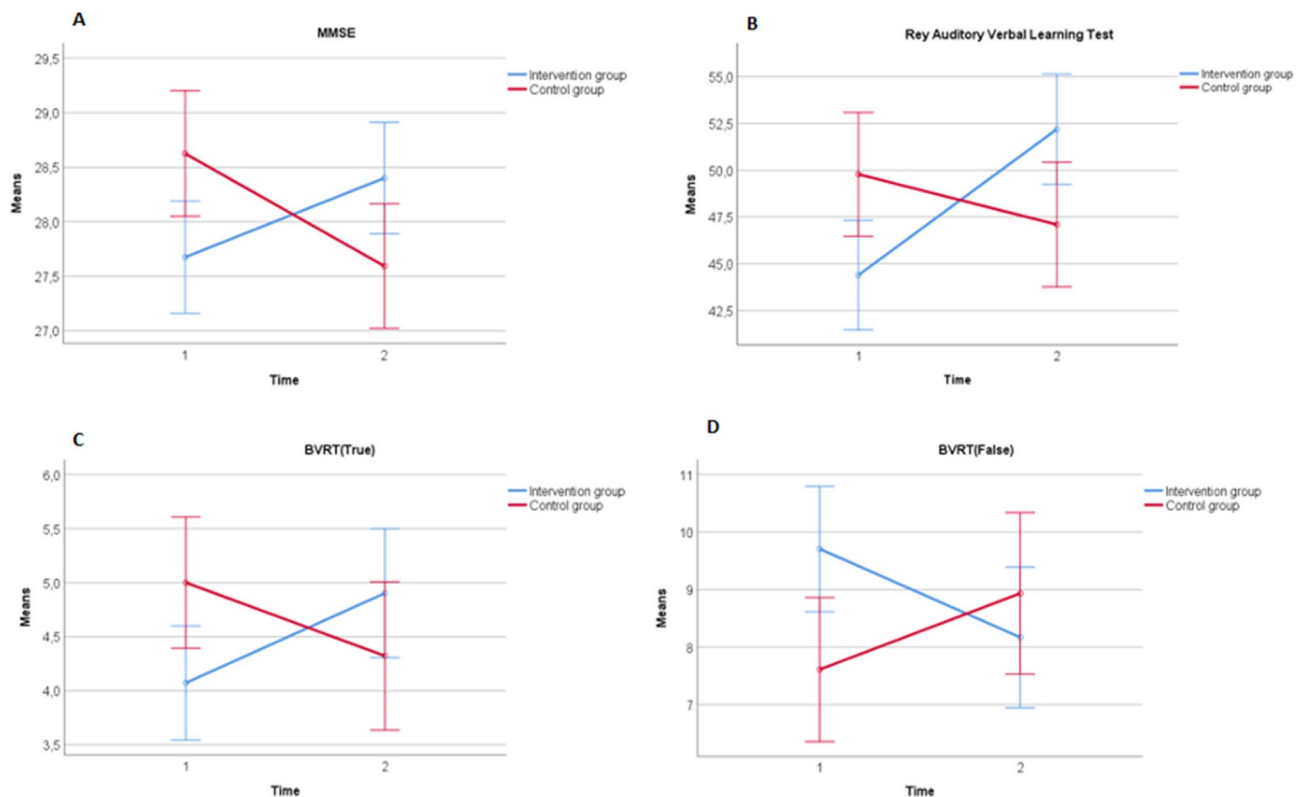 A
MMSE
29,5
29,0
28,5
28,0
27,5
27,0
Means
1
2
Time
Intervention group
Control group
B
Rey Auditory Verbal Learning Test
55,0
52,5
50,0
47,5
45,0
42,5
Means
1
2
Time
Intervention group
Control group
C
BVRT(True)
6,0
5,5
5,0
4,5
4,0
3,5
Means
1
2
Time
Intervention group
Control group
D
BVRT(False)
11
10
9
8
7
Means
1
2
Time
Intervention group
Control group